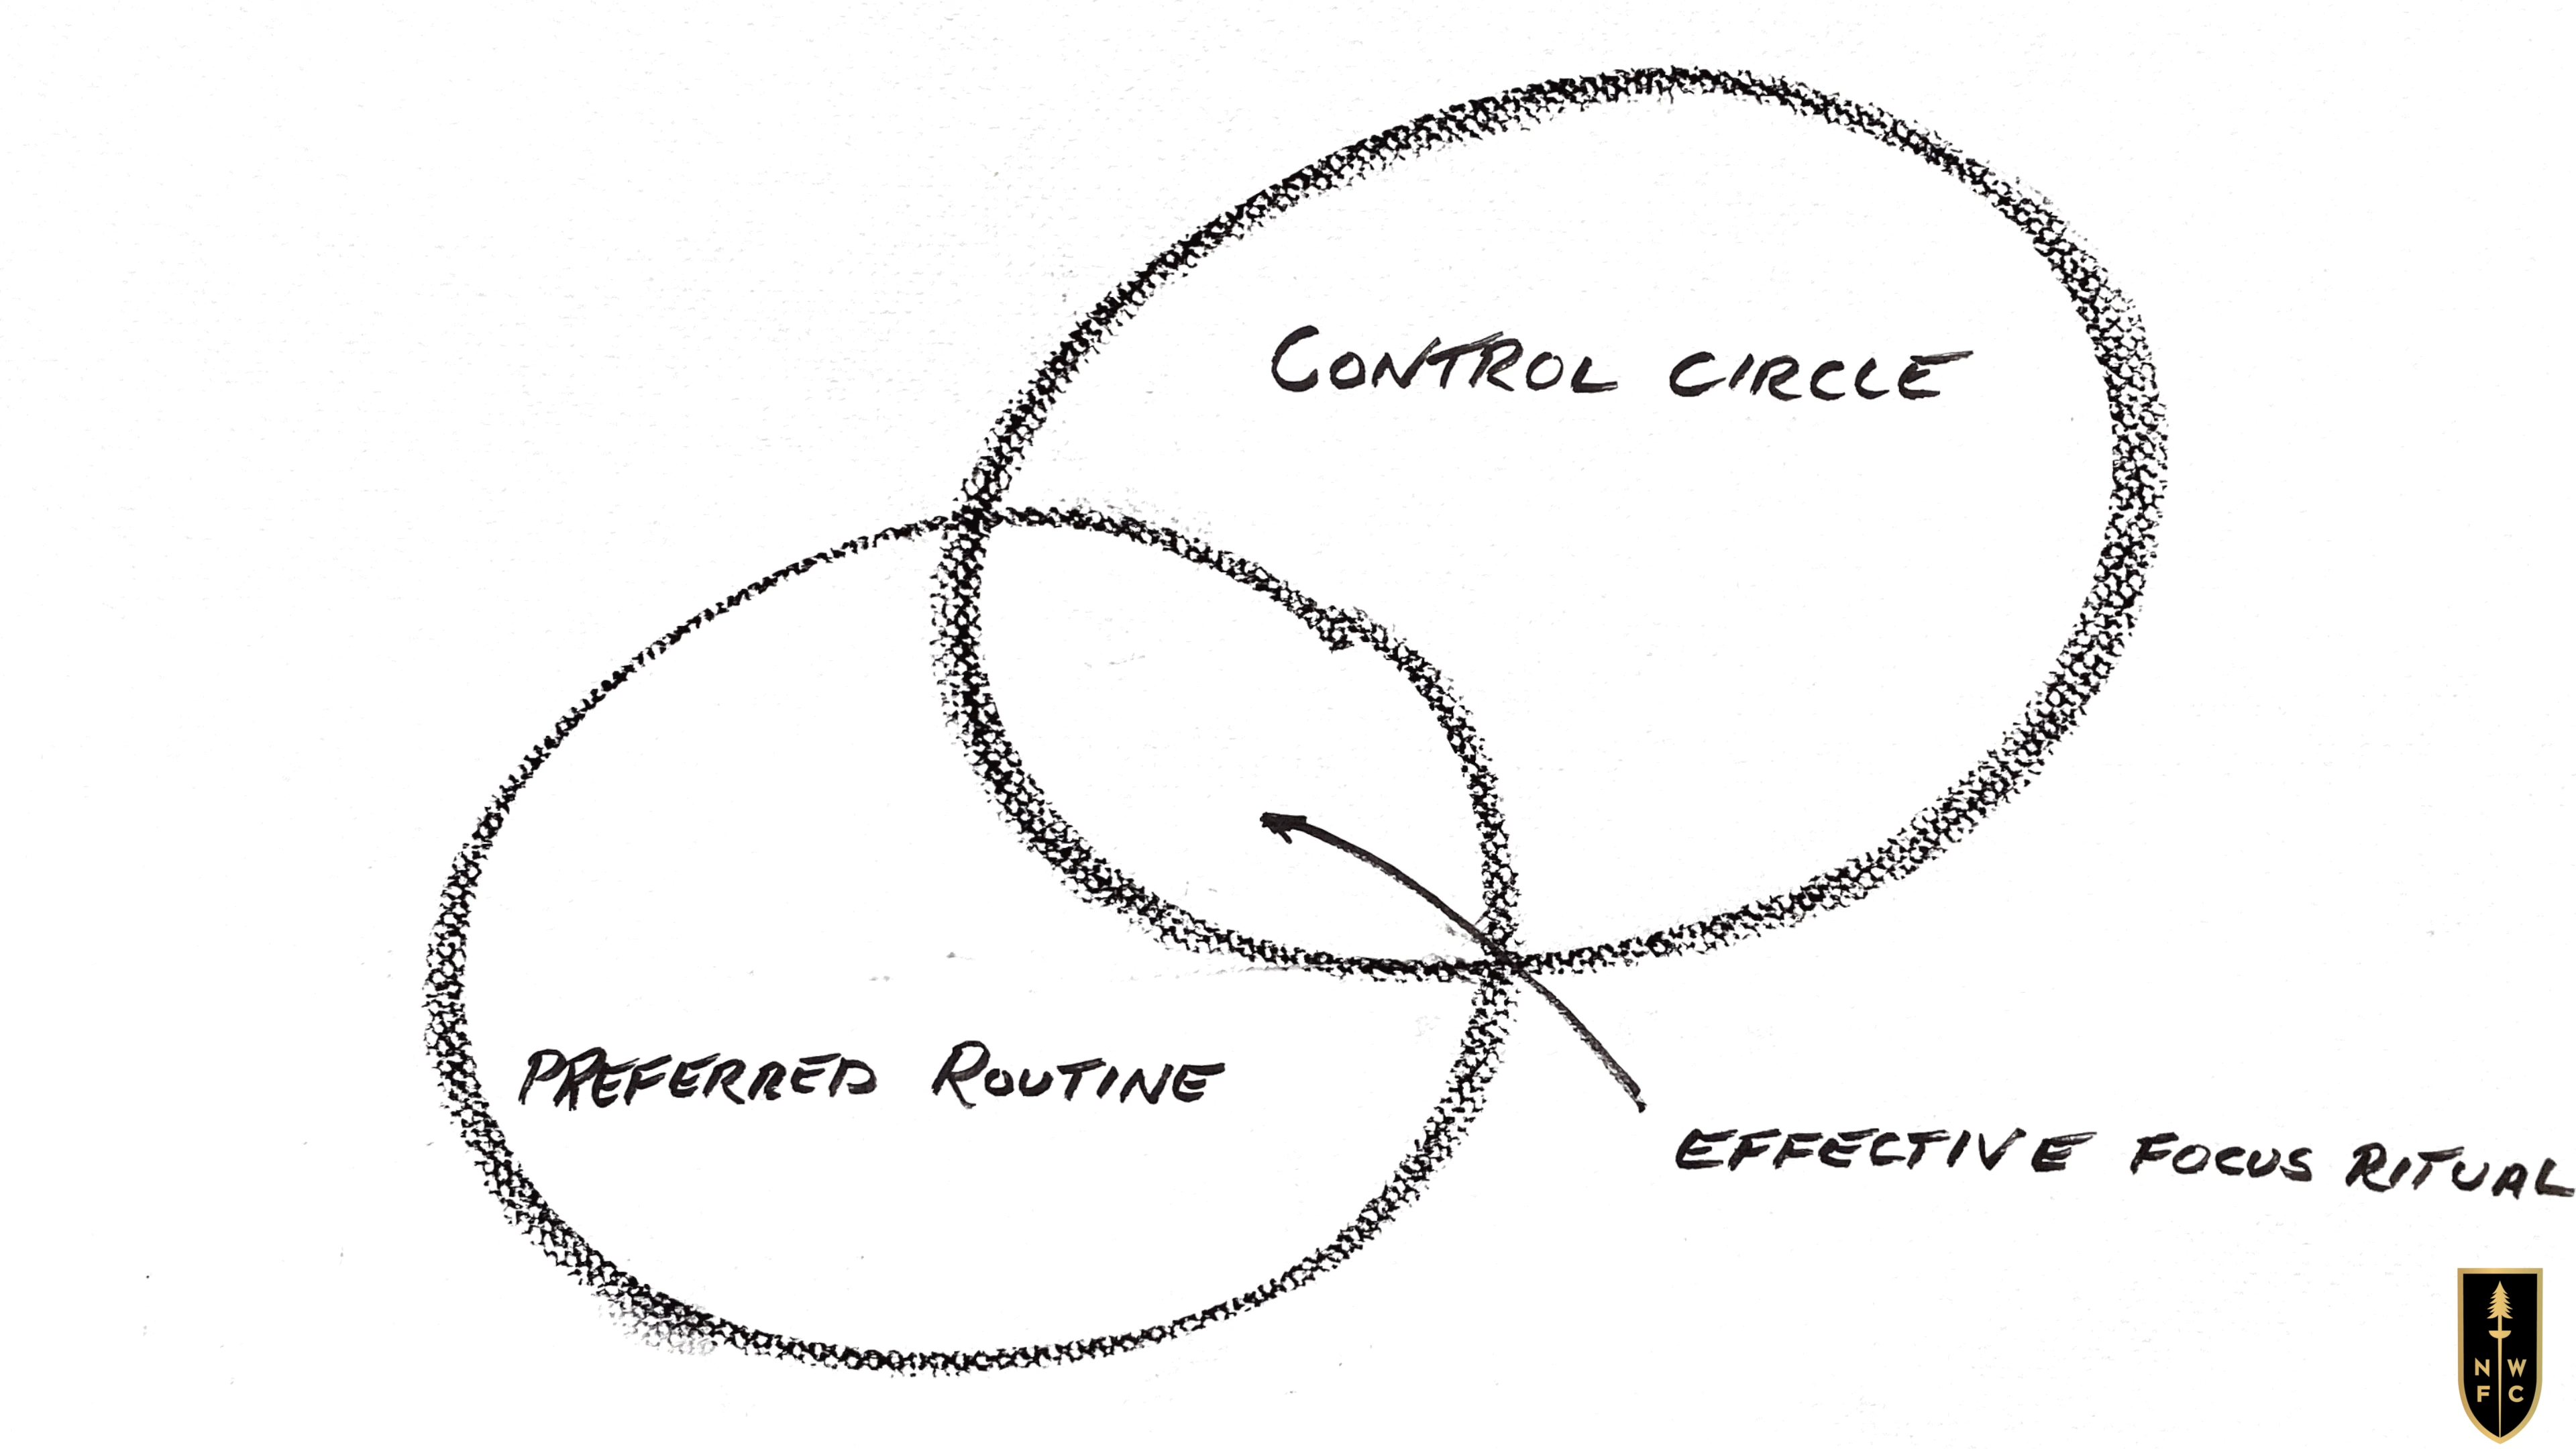 CONTROL CIRCLE
PREFERRED ROUTINE
EFFECTIVE FOCUS RITUAL
N W
F C